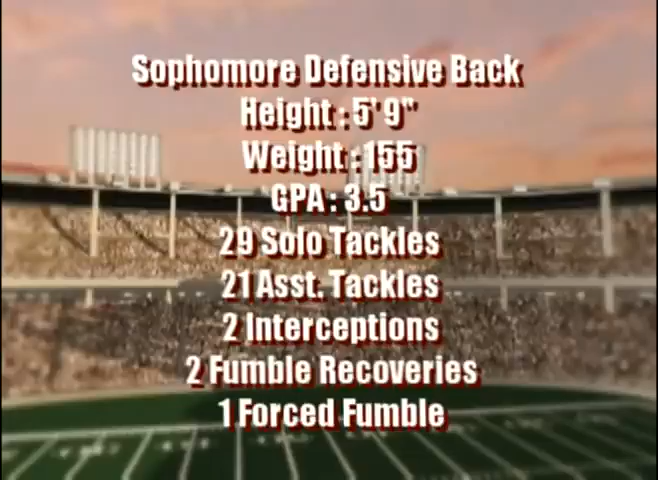 Sophomore Defensive Back
Height : 5' 9"
Weight : 155
GPA : 3.5
29 Solo Tackles
21 Asst. Tackles
2 Interceptions
2 Fumble Recoveries
1 Forced Fumble